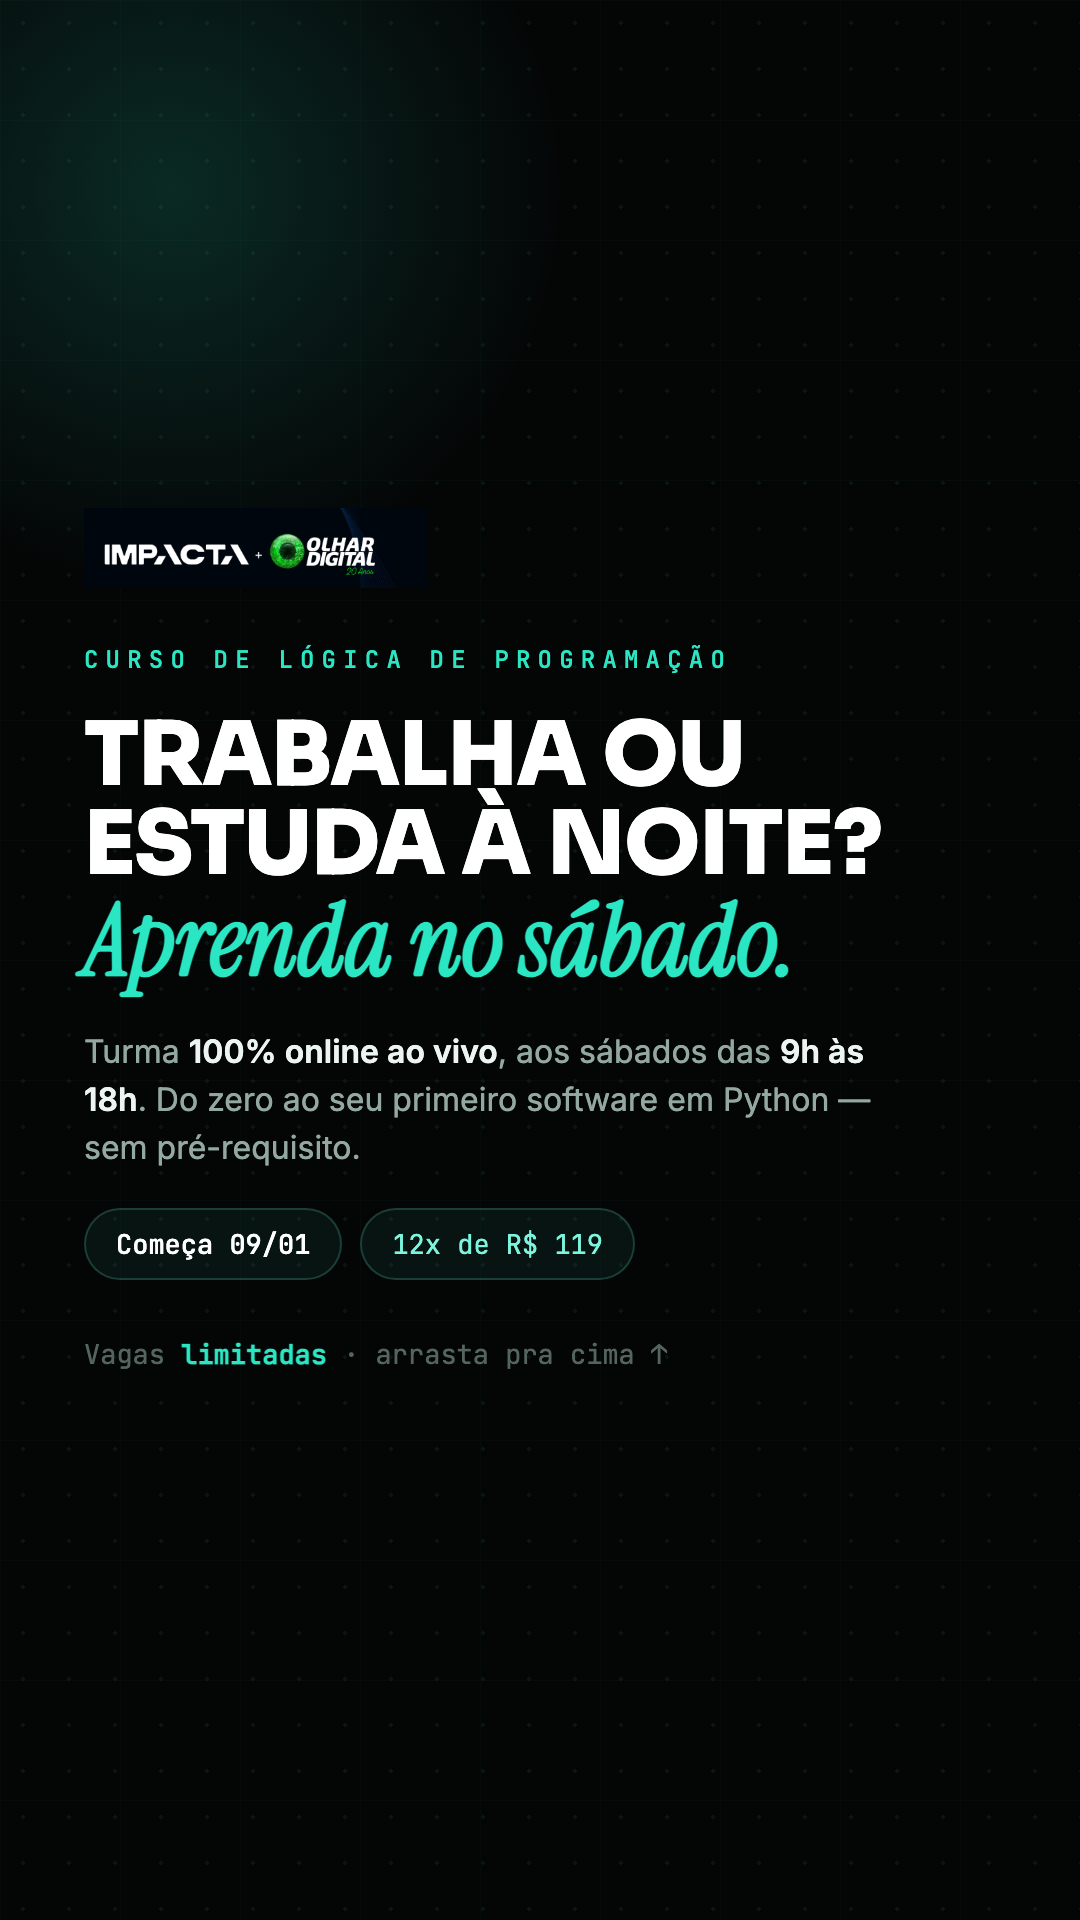 IMPACTA + OLHAR DIGITAL 20 Anos
CURSO DE LÓGICA DE PROGRAMAÇÃO
TRABALHA OU
ESTUDA À NOITE?
Aprenda no sábado.
Turma 100% online ao vivo, aos sábados das 9h às
18h. Do zero ao seu primeiro software em Python —
sem pré-requisito.
Começa 09/01
12x de R$ 119
Vagas limitadas · arrasta pra cima ↑